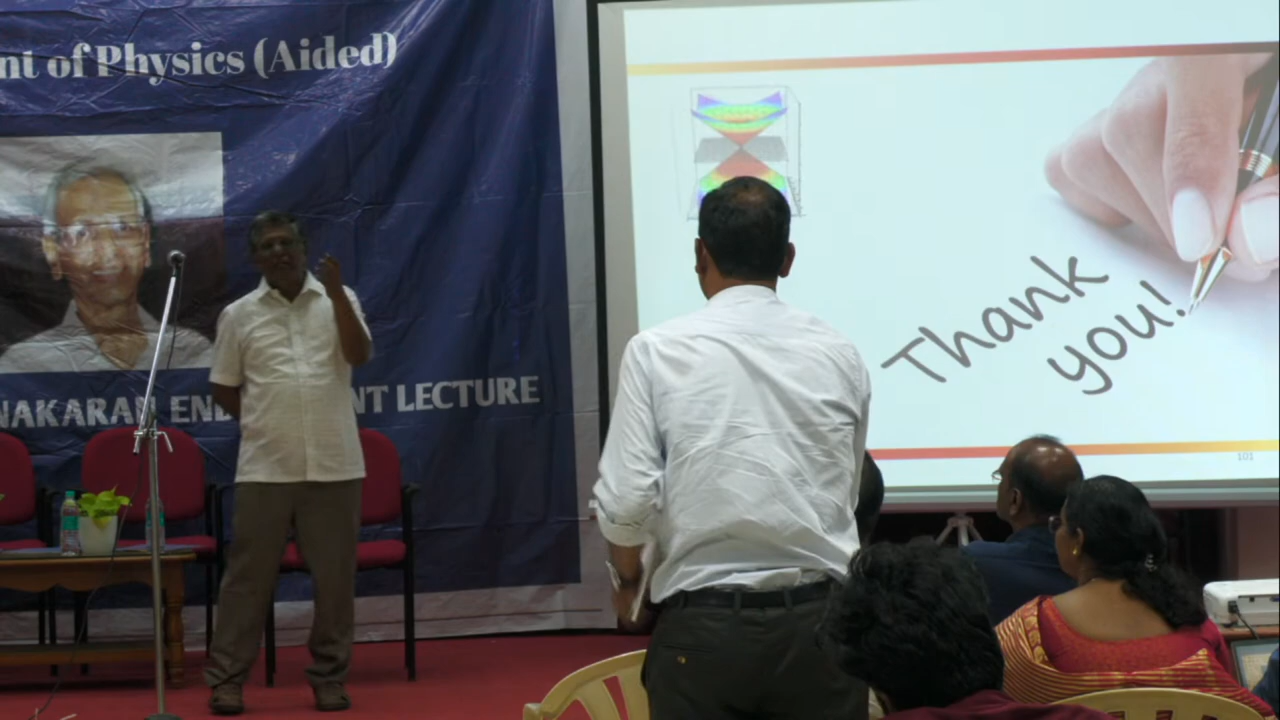 nt of Physics (Aided)
NAKARAN END NT LECTURE
Thank
you!
101